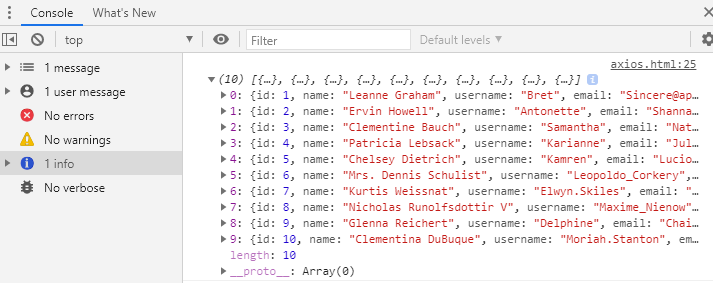 Console What's New
top Filter Default levels
1 message
1 user message
No errors
No warnings
1 info
No verbose
axios.html:25
(10) [{…}, {…}, {…}, {…}, {…}, {…}, {…}, {…}, {…}, {…}]
0: {id: 1, name: "Leanne Graham", username: "Bret", email: "Sincere@ap…
1: {id: 2, name: "Ervin Howell", username: "Antonette", email: "Shanna…
2: {id: 3, name: "Clementine Bauch", username: "Samantha", email: "Nat…
3: {id: 4, name: "Patricia Lebsack", username: "Karianne", email: "Jul…
4: {id: 5, name: "Chelsey Dietrich", username: "Kamren", email: "Lucio…
5: {id: 6, name: "Mrs. Dennis Schulist", username: "Leopoldo_Corkery",…
6: {id: 7, name: "Kurtis Weissnat", username: "Elwyn.Skiles", email: "…
7: {id: 8, name: "Nicholas Runolfsdottir V", username: "Maxime_Nienow"…
8: {id: 9, name: "Glenna Reichert", username: "Delphine", email: "Chai…
9: {id: 10, name: "Clementina DuBuque", username: "Moriah.Stanton", em…
length: 10
__proto__: Array(0)